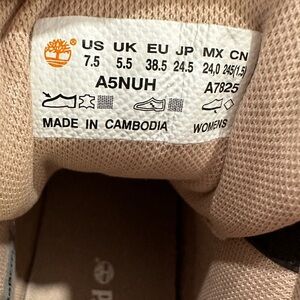 US UK EU JP MX CN
7.5 5.5 38.5 24.5 24,0 245(1.5)
A5NUH A7825
MADE IN CAMBODIA WOMENS